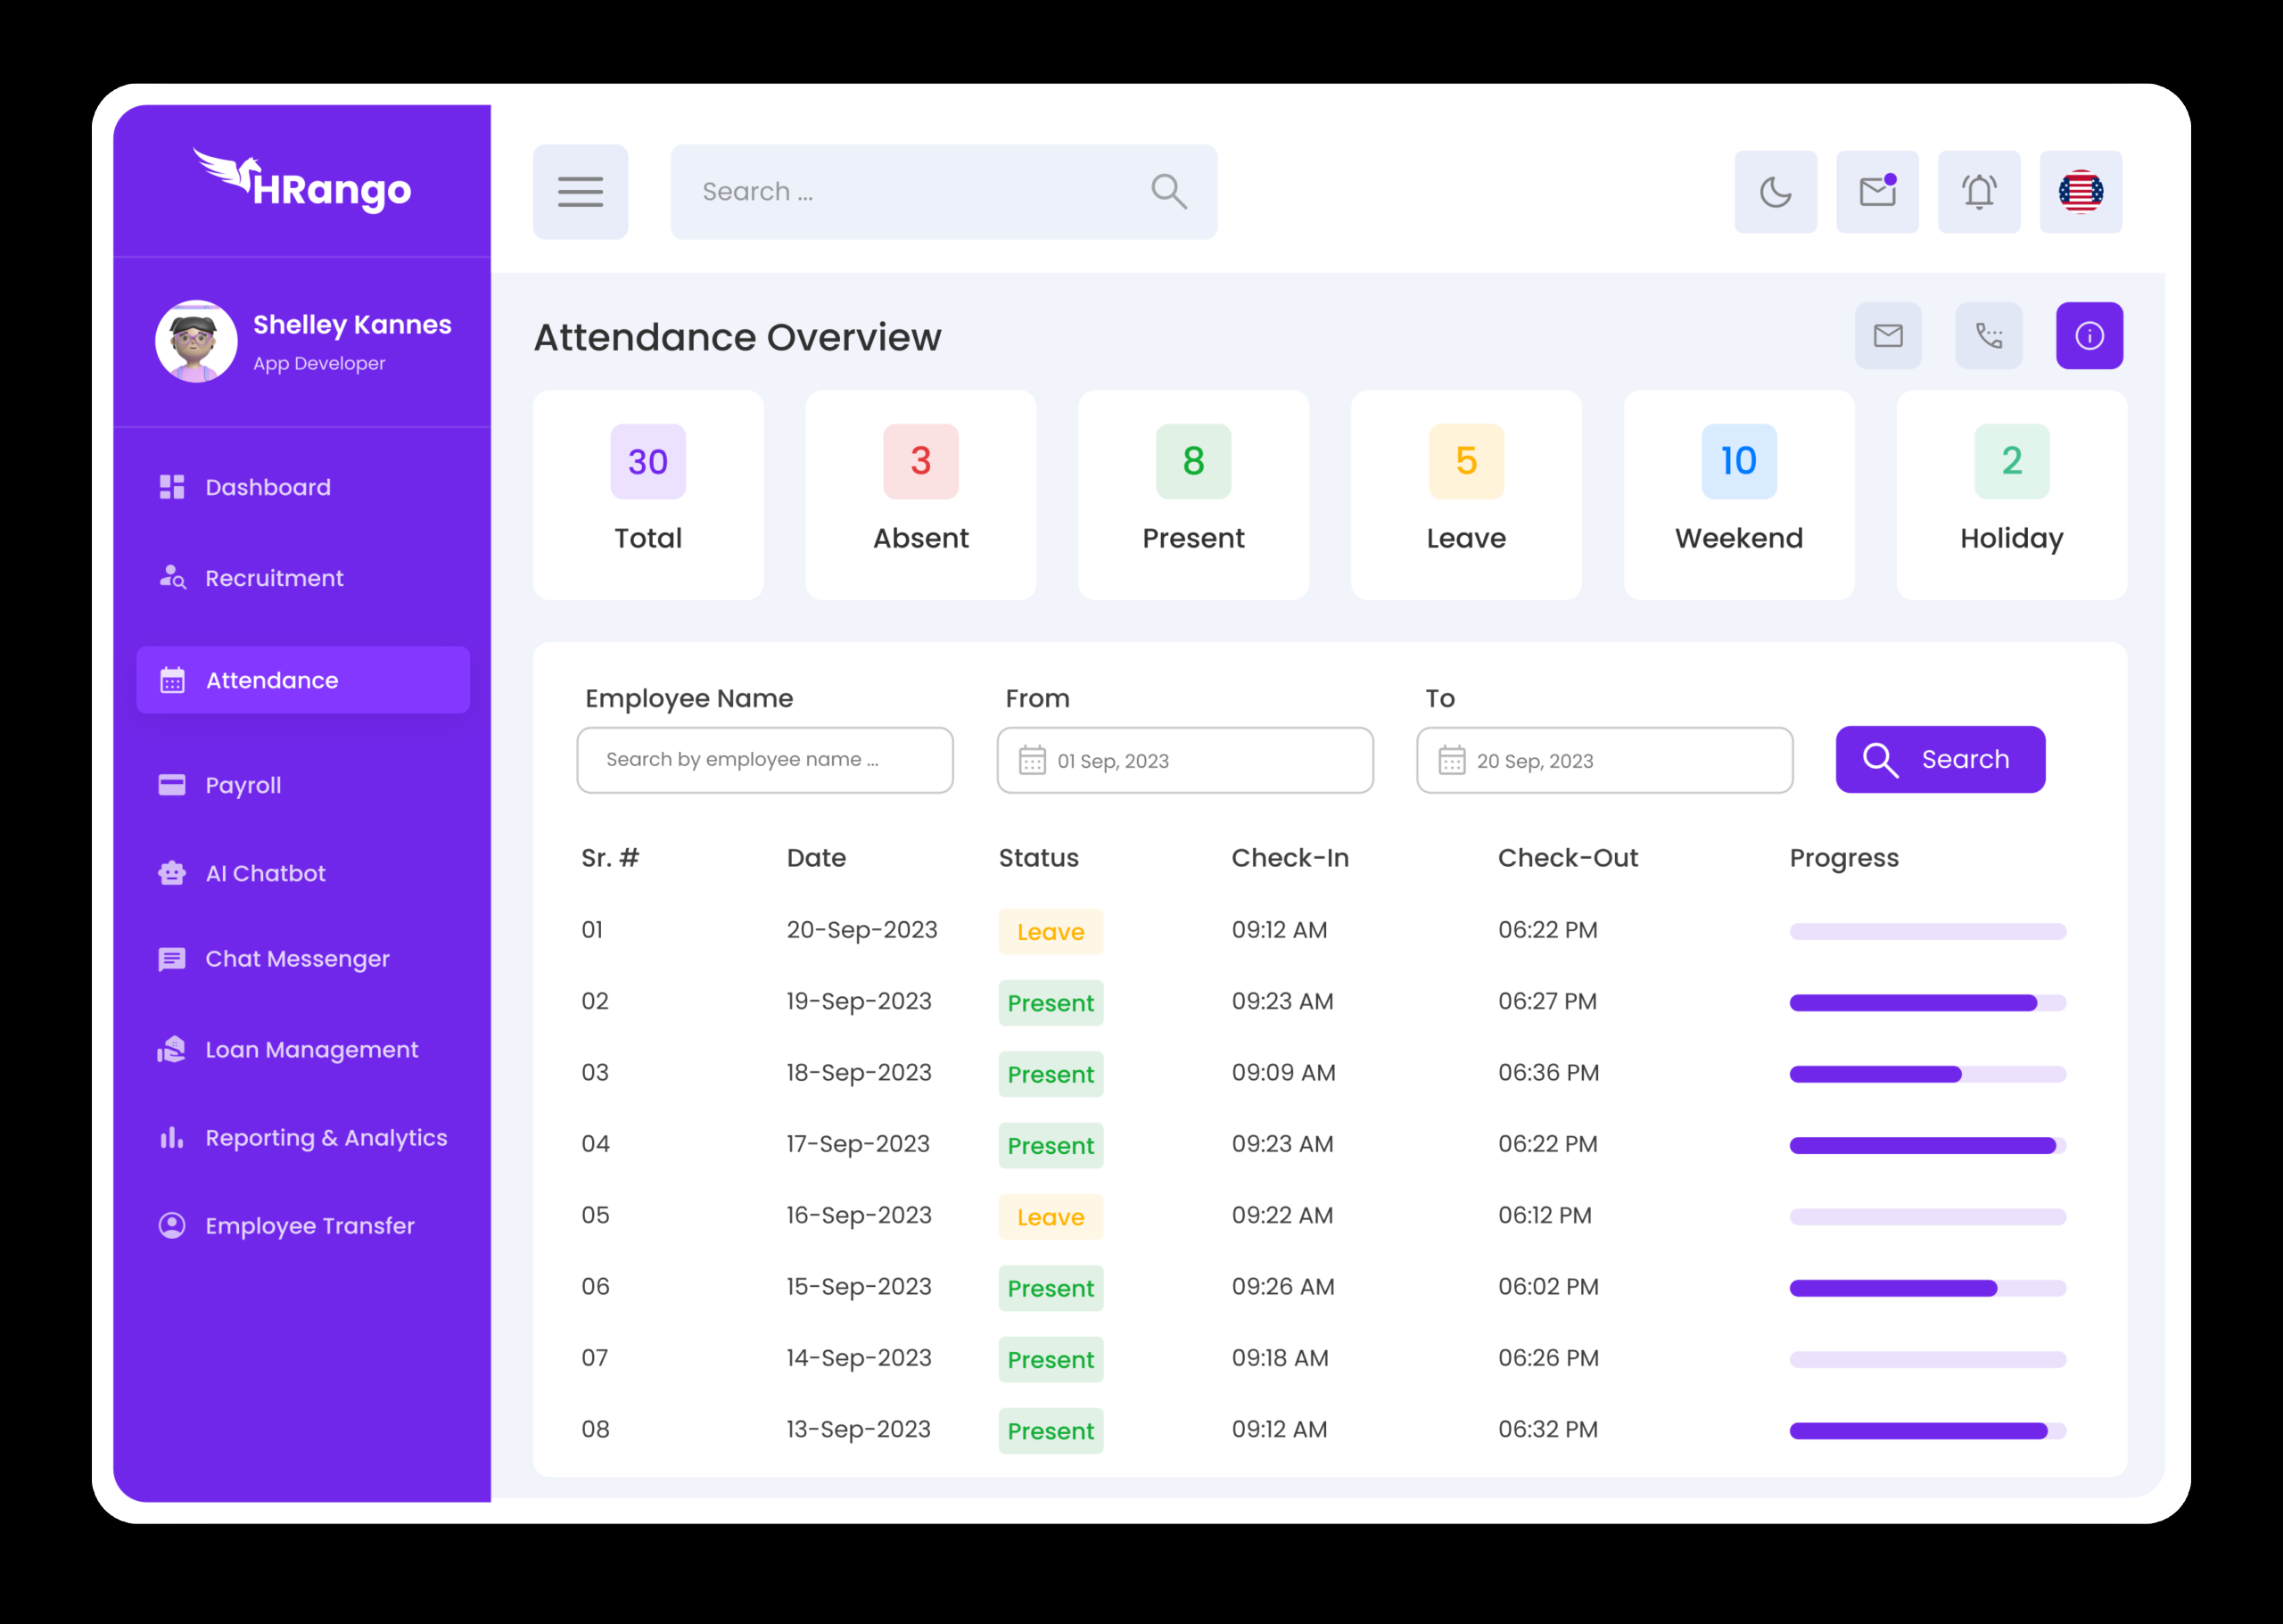 HRango
Search ...
Shelley Kannes
App Developer
Dashboard
Recruitment
Attendance
Payroll
AI Chatbot
Chat Messenger
Loan Management
Reporting & Analytics
Employee Transfer
Attendance Overview
30 3 8 5 10 2
Total Absent Present Leave Weekend Holiday
Employee Name From To
Search by employee name ... 01 Sep, 2023 20 Sep, 2023 Search
Sr. # Date Status Check-In Check-Out Progress
01 20-Sep-2023 Leave 09:12 AM 06:22 PM
02 19-Sep-2023 Present 09:23 AM 06:27 PM
03 18-Sep-2023 Present 09:09 AM 06:36 PM
04 17-Sep-2023 Present 09:23 AM 06:22 PM
05 16-Sep-2023 Leave 09:22 AM 06:12 PM
06 15-Sep-2023 Present 09:26 AM 06:02 PM
07 14-Sep-2023 Present 09:18 AM 06:26 PM
08 13-Sep-2023 Present 09:12 AM 06:32 PM